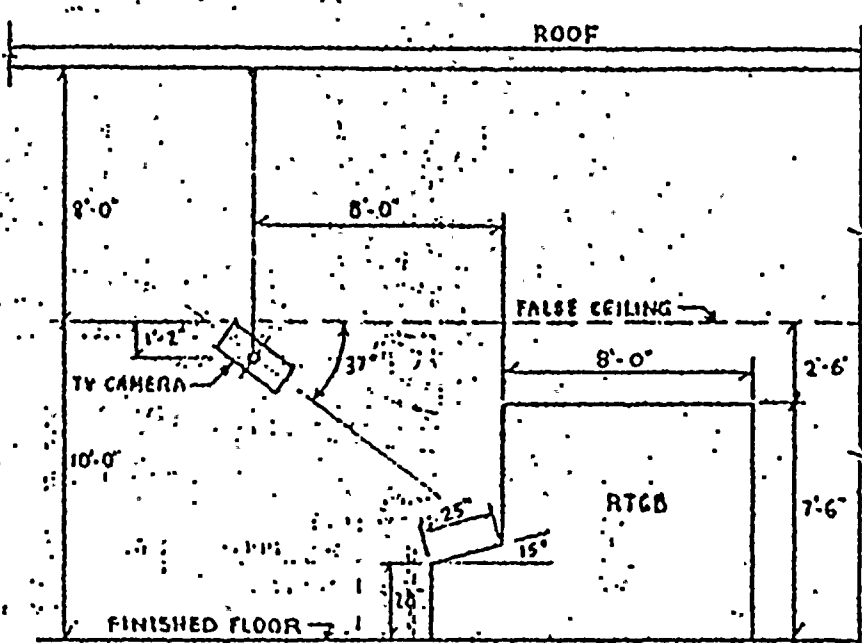 ROOF
8'-0"
8'-0"
FALSE CEILING
1'-2"
TV CAMERA
37°
8'-0"
2'-6"
10'-0"
25"
RTGB
7'-6"
15°
FINISHED FLOOR